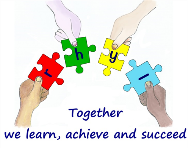 r h y l
Together
we learn, achieve and succeed